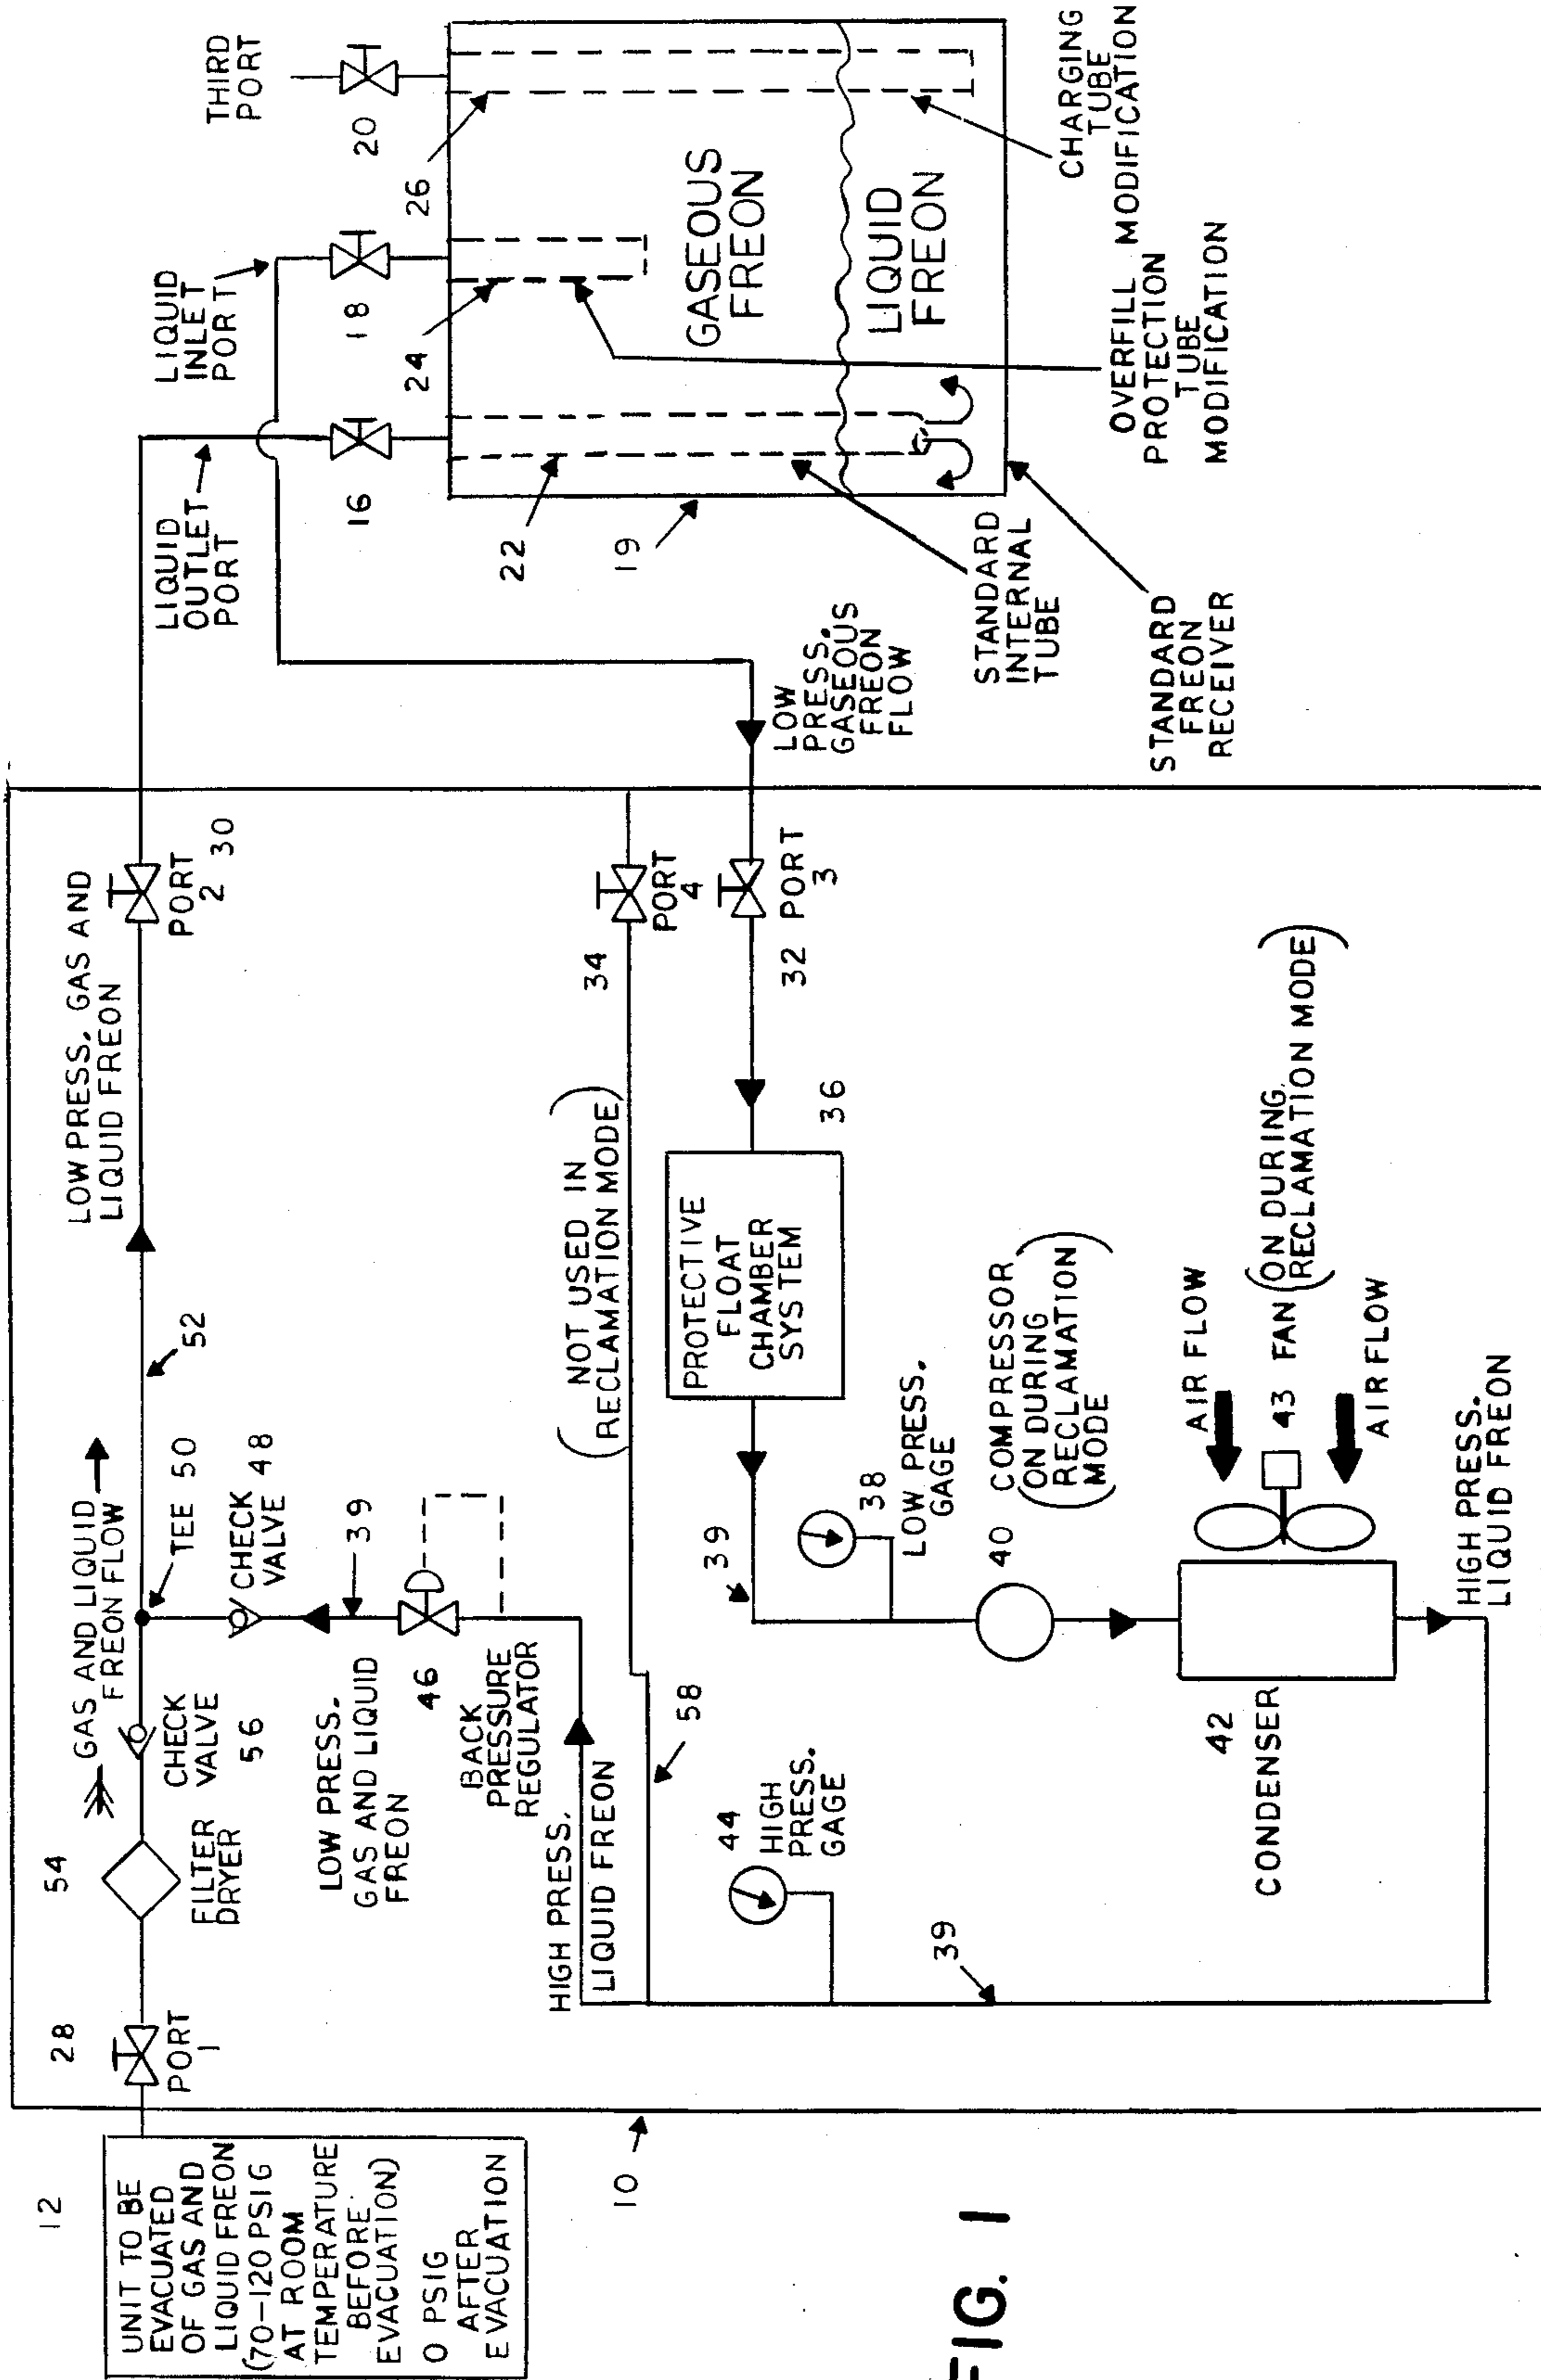 12
UNIT TO BE
EVACUATED
OF GAS AND
LIQUID FREON
(70-120 PSIG
AT ROOM
TEMPERATURE
BEFORE
EVACUATION)
0 PSIG
AFTER
EVACUATION
28
PORT
1
54
FILTER
DRYER
GAS AND LIQUID
FREON FLOW
CHECK
VALVE
56
TEE 50
CHECK
VALVE 48
39
52
LOW PRESS. GAS AND
LIQUID FREON
PORT
2
30
LOW PRESS.
GAS AND LIQUID
FREON
46
BACK
PRESSURE
REGULATOR
HIGH PRESS.
LIQUID FREON
(NOT USED IN
RECLAMATION MODE)
34
PORT
4
58
44
HIGH
PRESS.
GAGE
39
PROTECTIVE
FLOAT
CHAMBER
SYSTEM
36
32
PORT
3
39
38
LOW PRESS.
GAGE
40 COMPRESSOR
(ON DURING
RECLAMATION
MODE)
42
CONDENSER
AIR FLOW
43 FAN (ON DURING
RECLAMATION MODE)
AIR FLOW
HIGH PRESS.
LIQUID FREON
10
LIQUID
OUTLET
PORT
LIQUID
INLET
PORT
THIRD
PORT
16
18
20
22
24
26
19
GASEOUS
FREON
LIQUID
FREON
LOW
PRESS.
GASEOUS
FREON
FLOW
STANDARD
INTERNAL
TUBE
STANDARD
FREON
RECEIVER
OVERFILL
PROTECTION
TUBE
MODIFICATION
CHARGING
TUBE
MODIFICATION
FIG. 1